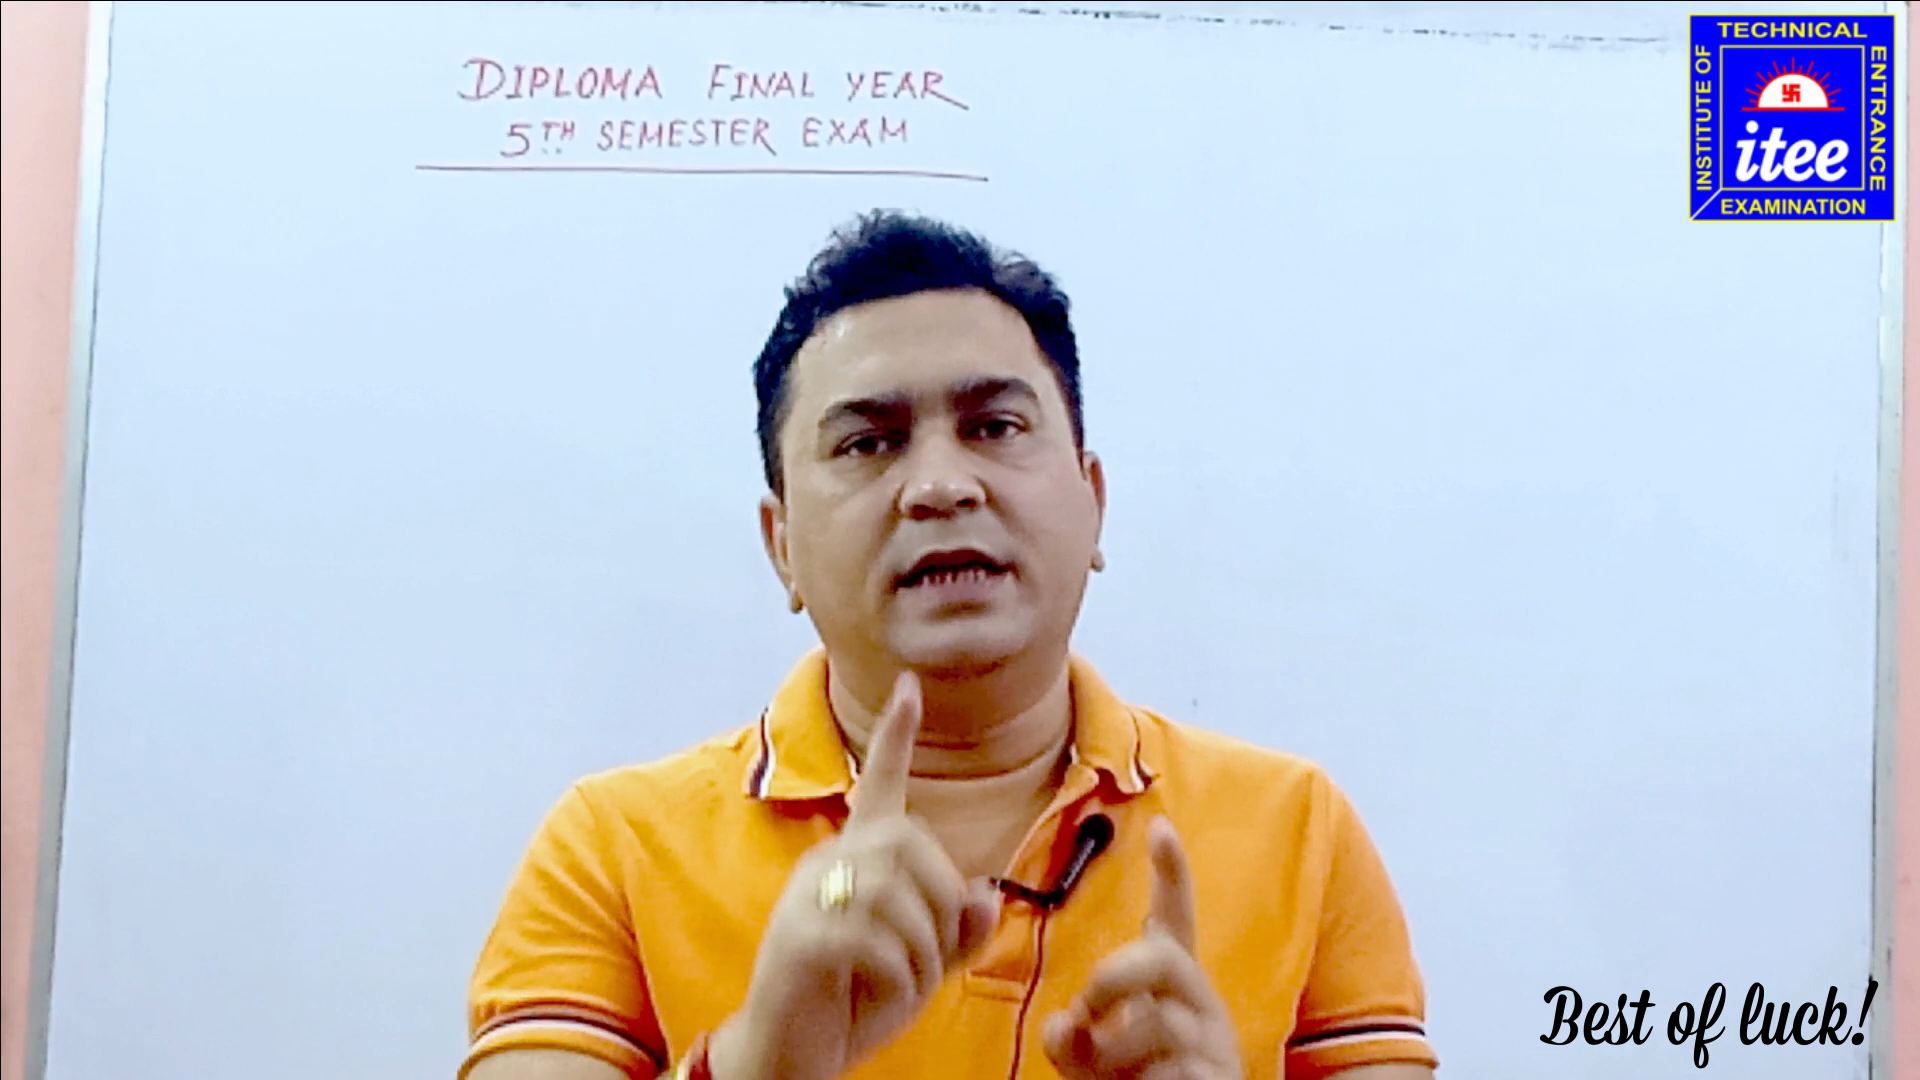 DIPLOMA FINAL YEAR
5TH SEMESTER EXAM
TECHNICAL
INSTITUTE OF
ENTRANCE
itee
EXAMINATION
Best of luck!